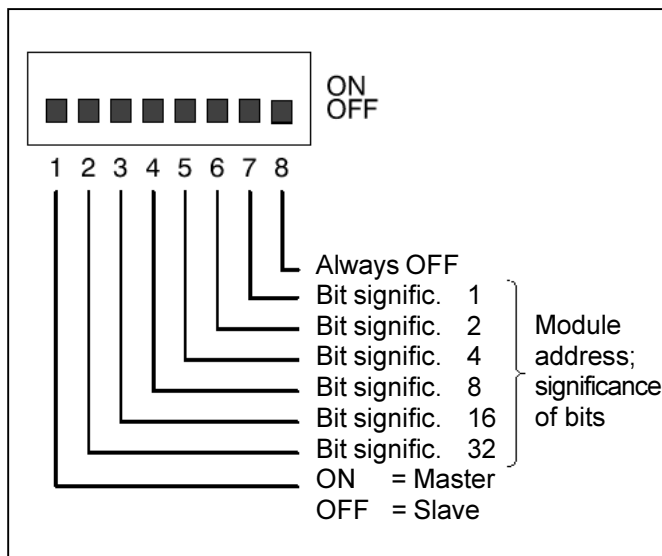 ON
OFF
1 2 3 4 5 6 7 8
Always OFF
Bit signific. 1
Bit signific. 2
Bit signific. 4
Bit signific. 8
Bit signific. 16
Bit signific. 32
ON = Master
OFF = Slave
Module
address;
significance
of bits